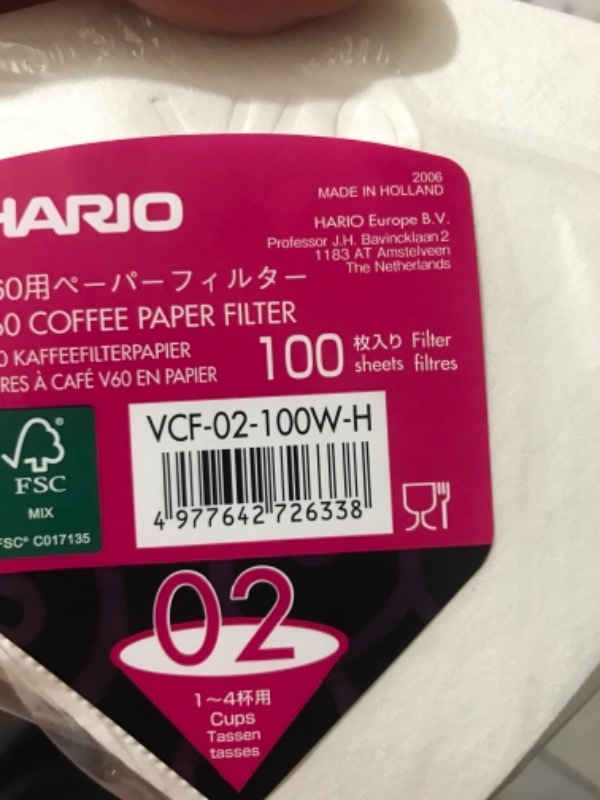 2006
MADE IN HOLLAND
HARIO
HARIO Europe B.V.
Professor J.H. Bavincklaan 2
1183 AT Amstelveen
The Netherlands
60用ペーパーフィルター
60 COFFEE PAPER FILTER
0 KAFFEEFILTERPAPIER
RES À CAFÉ V60 EN PAPIER
100 枚入り Filter
sheets filtres
VCF-02-100W-H
4 977642 726338
FSC
MIX
FSC® C017135
02
1～4杯用
Cups
Tassen
tasses